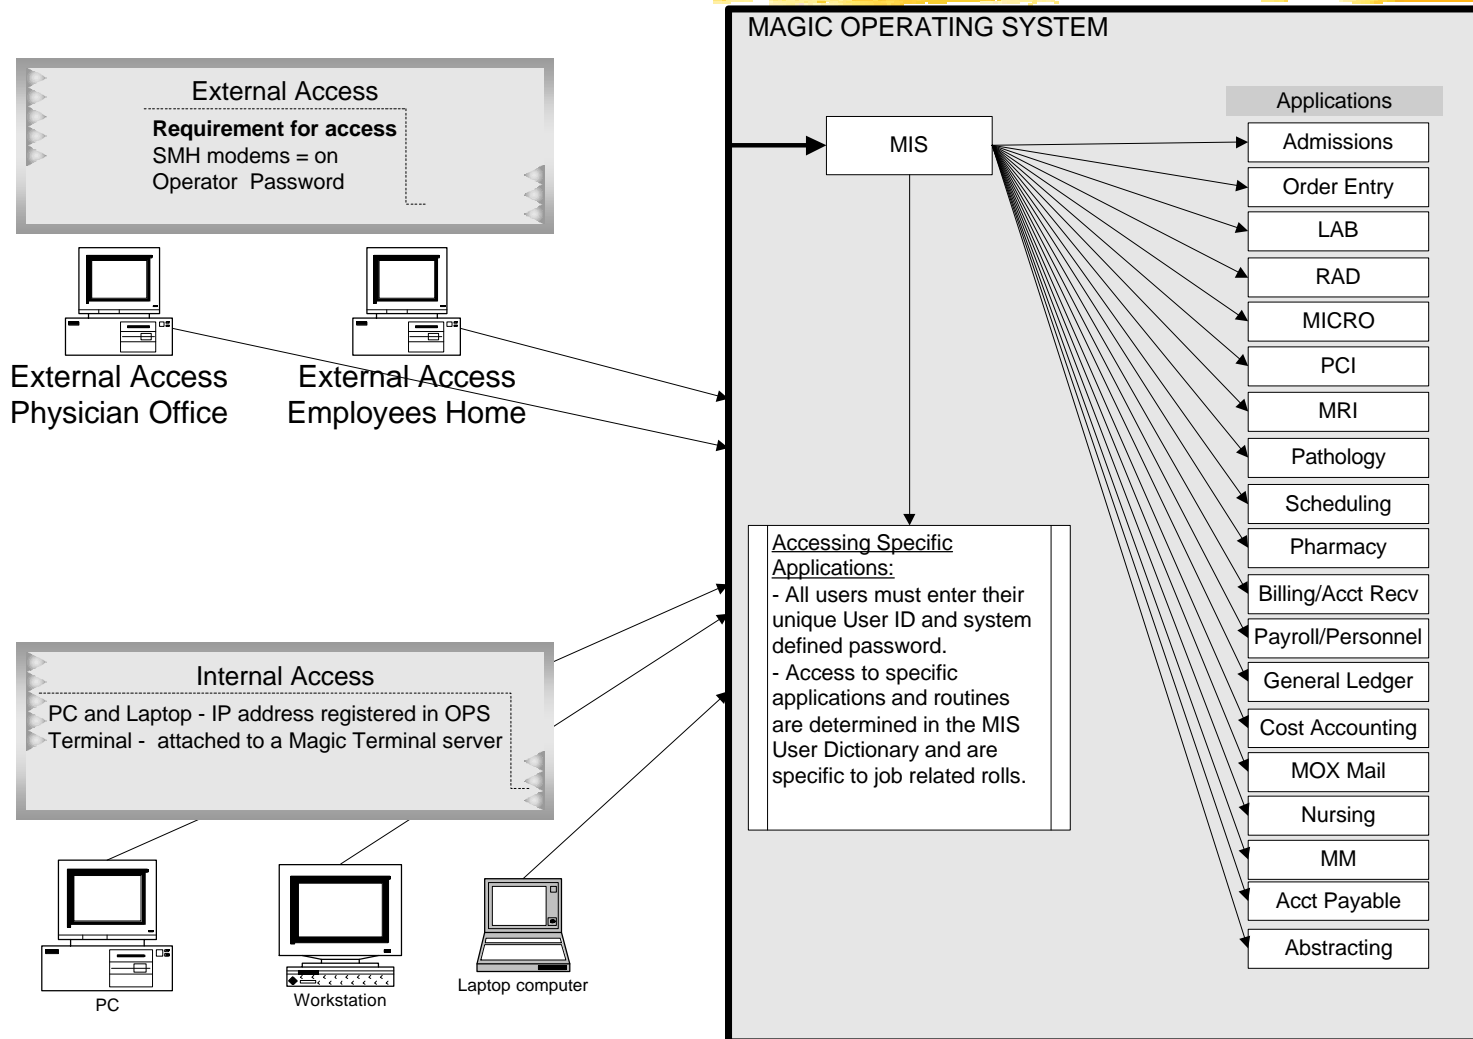 MAGIC OPERATING SYSTEM
External Access
Requirement for access
SMH modems = on
Operator Password
External Access
Physician Office
External Access
Employees Home
Internal Access
PC and Laptop - IP address registered in OPS
Terminal - attached to a Magic Terminal server
PC
Workstation
Laptop computer
MIS
Accessing Specific
Applications:
- All users must enter their
unique User ID and system
defined password.
- Access to specific
applications and routines
are determined in the MIS
User Dictionary and are
specific to job related rolls.
Applications
Admissions
Order Entry
LAB
RAD
MICRO
PCI
MRI
Pathology
Scheduling
Pharmacy
Billing/Acct Recv
Payroll/Personnel
General Ledger
Cost Accounting
MOX Mail
Nursing
MM
Acct Payable
Abstracting